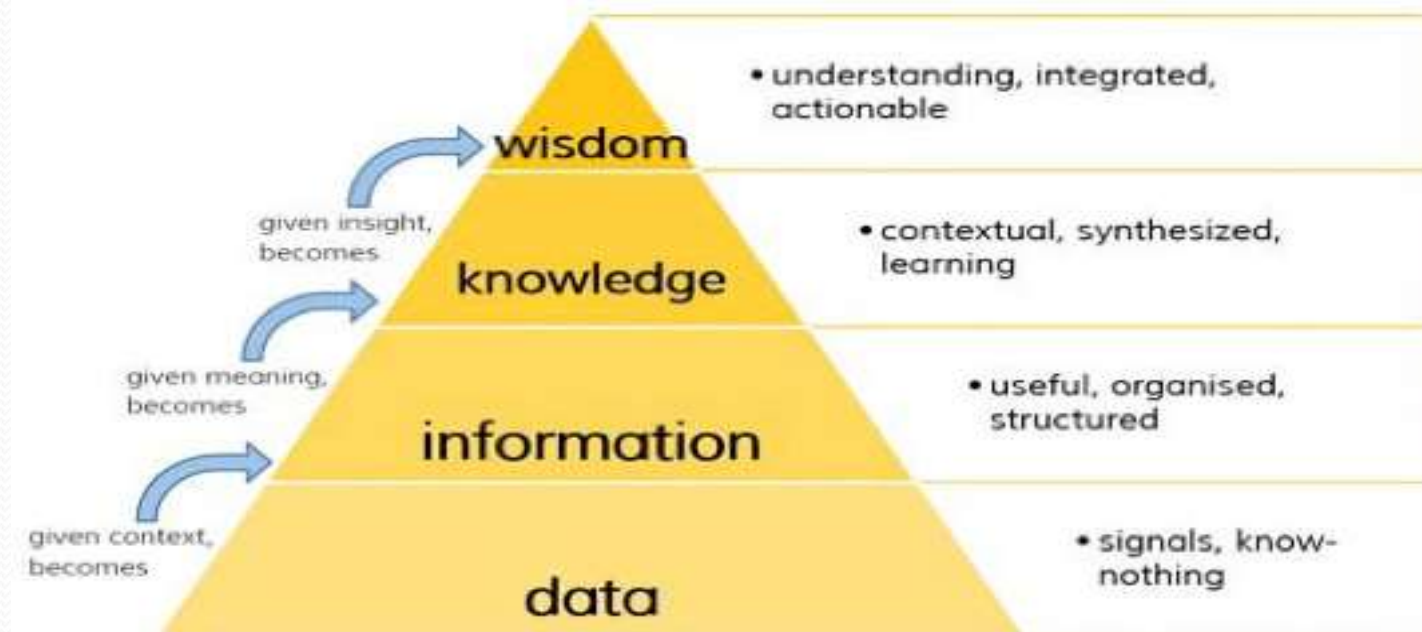 • understanding, integrated,
actionable
wisdom
given insight,
becomes
• contextual, synthesized,
learning
knowledge
given meaning,
becomes
• useful, organised,
structured
information
given context,
becomes
• signals, know-
nothing
data